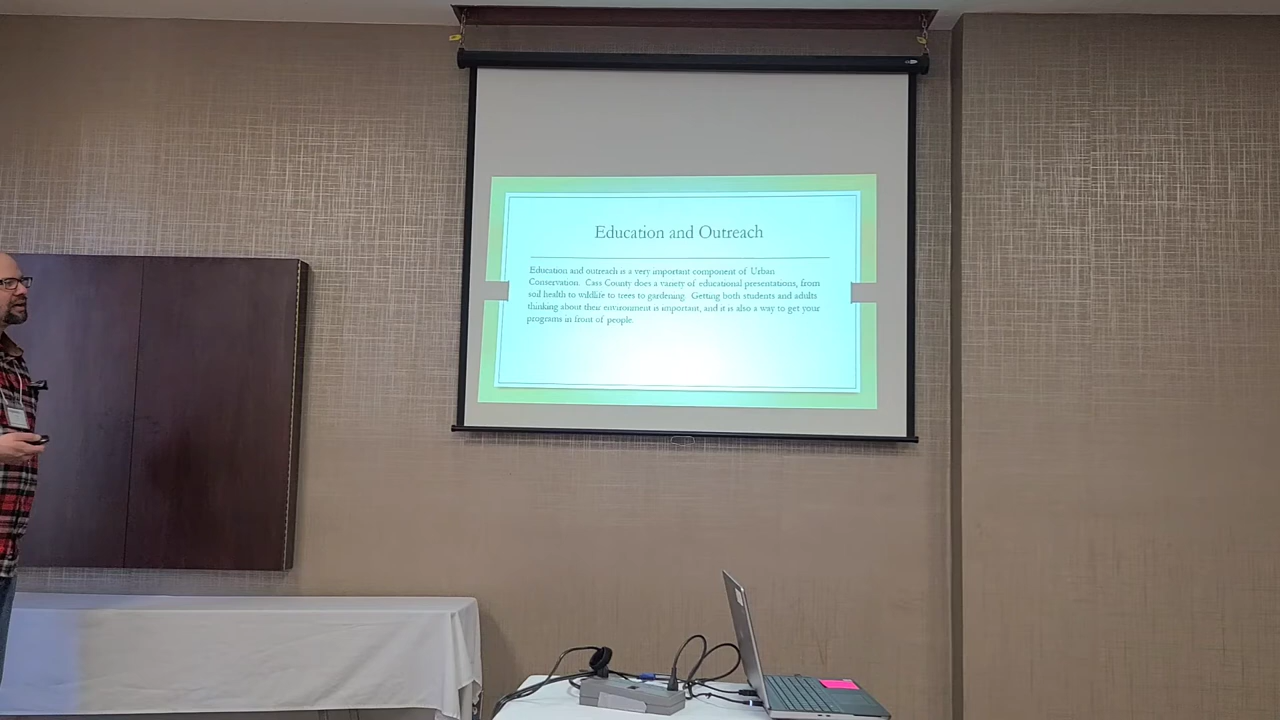 Education and Outreach
Education and outreach is a very important component of Urban
Conservation. Cass County does a variety of educational presentations, from
soil health to wildlife to trees to gardening. Getting both students and adults
thinking about their environment is important, and it is also a way to get your
programs in front of people.